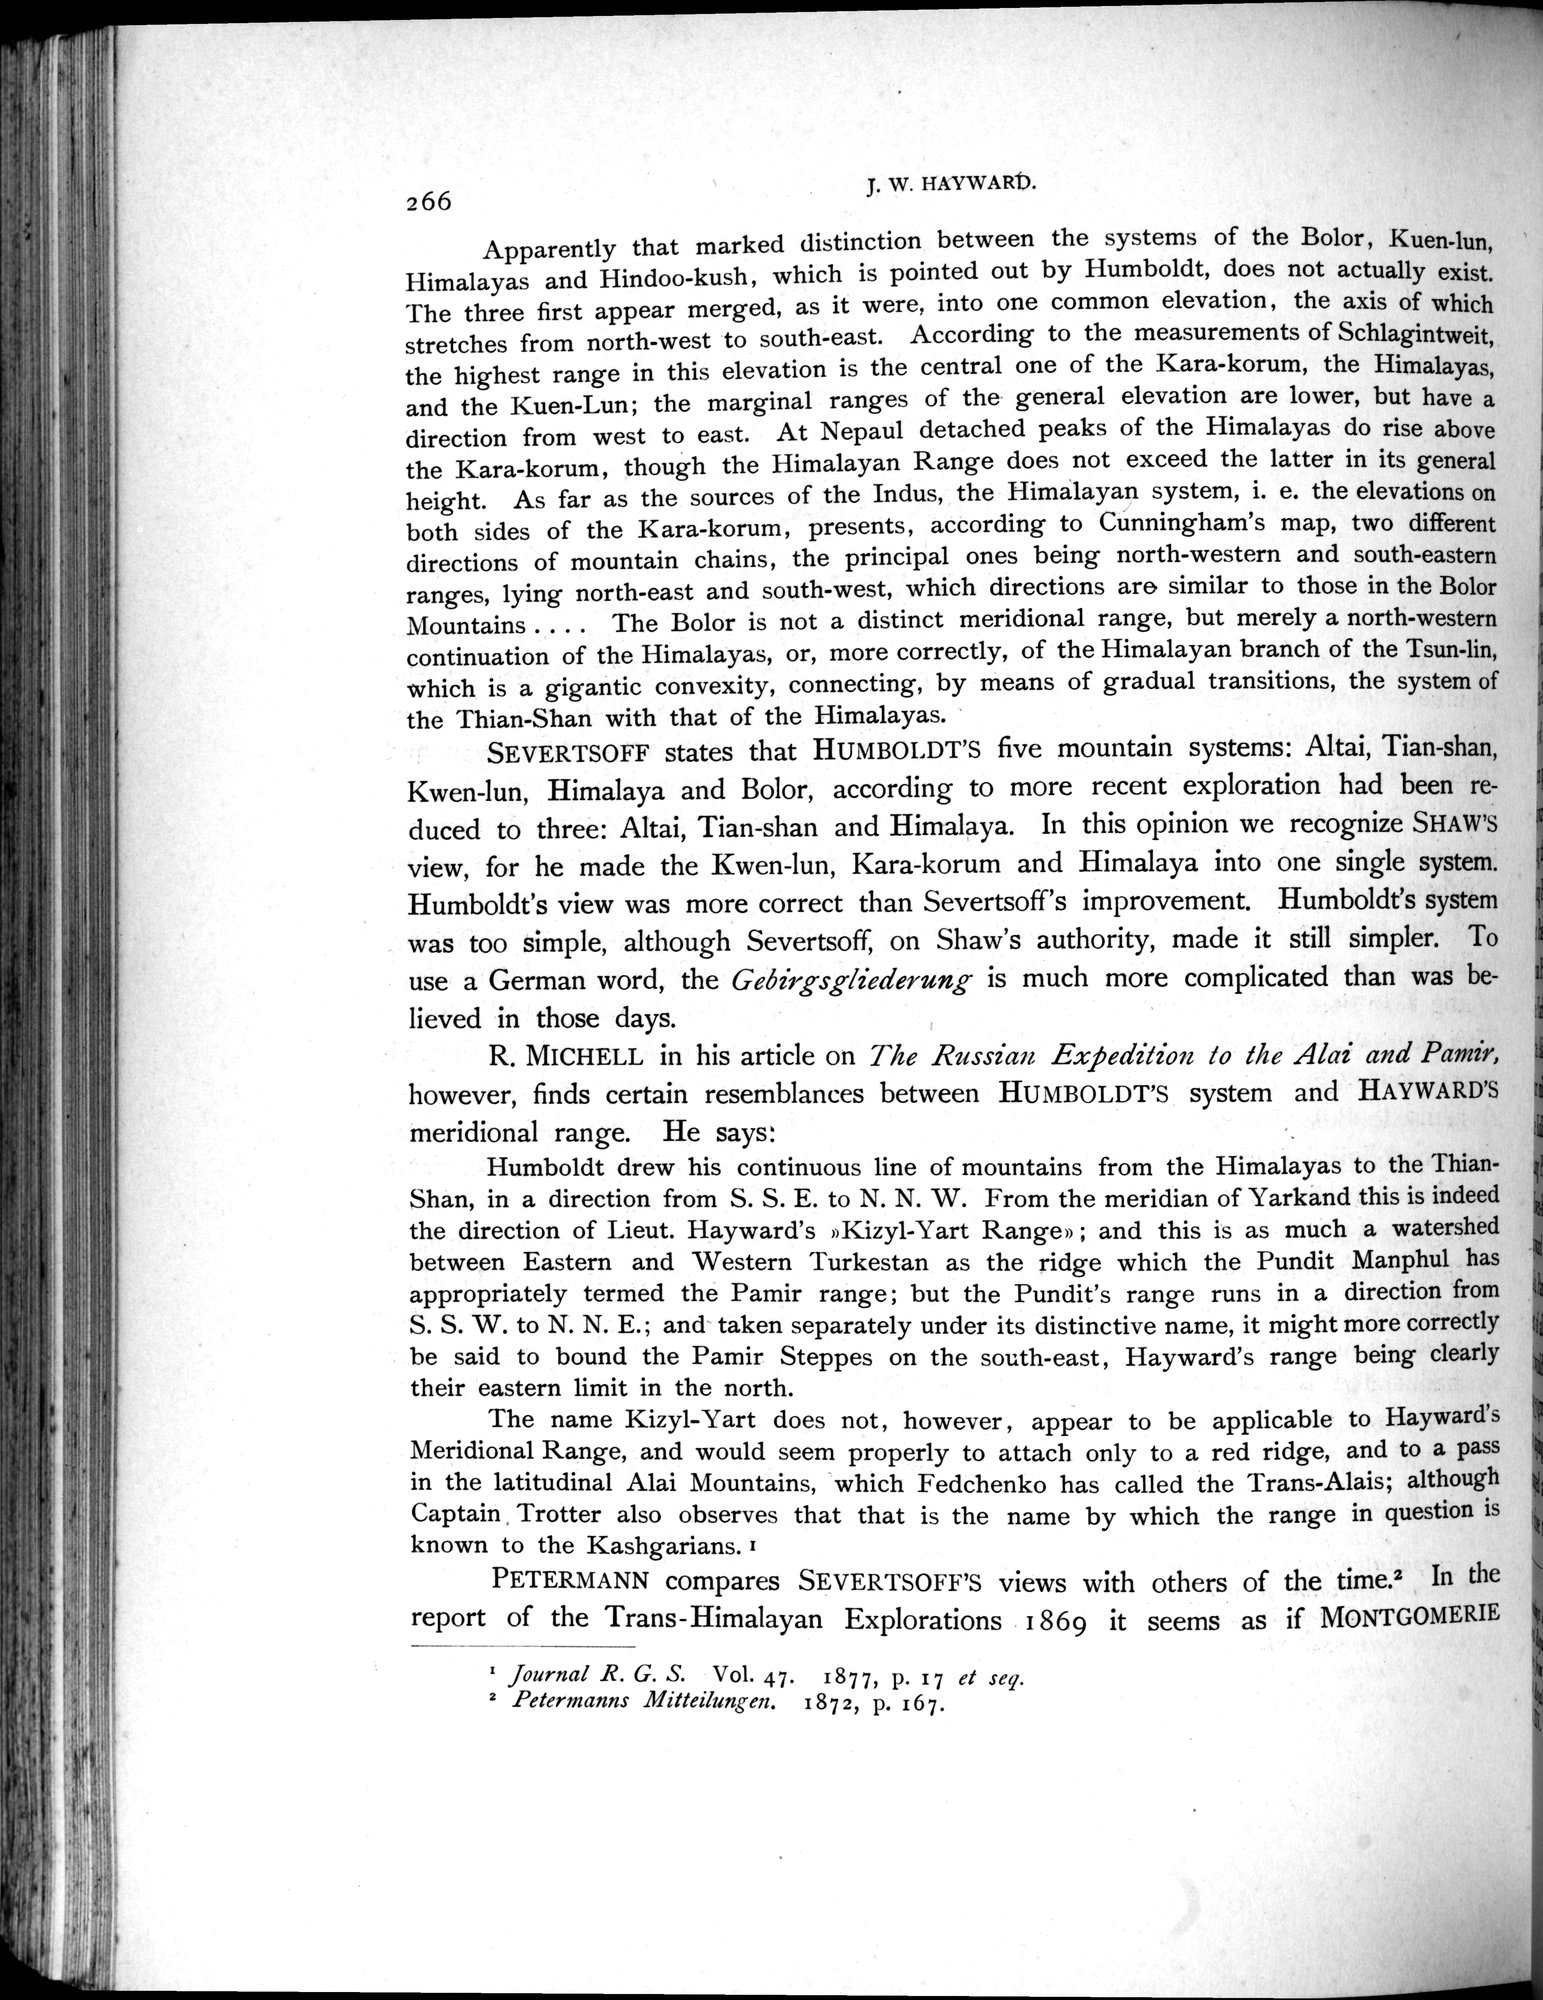 266
J. W. HAYWARD.
Apparently that marked distinction between the systems of the Bolor, Kuen-lun,
Himalayas and Hindoo-kush, which is pointed out by Humboldt, does not actually exist.
The three first appear merged, as it were, into one common elevation, the axis of which
stretches from north-west to south-east. According to the measurements of Schlagintweit,
the highest range in this elevation is the central one of the Kara-korum, the Himalayas,
and the Kuen-Lun; the marginal ranges of the general elevation are lower, but have a
direction from west to east. At Nepaul detached peaks of the Himalayas do rise above
the Kara-korum, though the Himalayan Range does not exceed the latter in its general
height. As far as the sources of the Indus, the Himalayan system, i. e. the elevations on
both sides of the Kara-korum, presents, according to Cunningham's map, two different
directions of mountain chains, the principal ones being north-western and south-eastern
ranges, lying north-east and south-west, which directions are similar to those in the Bolor
Mountains .... The Bolor is not a distinct meridional range, but merely a north-western
continuation of the Himalayas, or, more correctly, of the Himalayan branch of the Tsun-lin,
which is a gigantic convexity, connecting, by means of gradual transitions, the system of
the Thian-Shan with that of the Himalayas.
SEVERTSOFF states that HUMBOLDT'S five mountain systems: Altai, Tian-shan,
Kwen-lun, Himalaya and Bolor, according to more recent exploration had been re-
duced to three: Altai, Tian-shan and Himalaya. In this opinion we recognize SHAW'S
view, for he made the Kwen-lun, Kara-korum and Himalaya into one single system.
Humboldt's view was more correct than Severtsoff's improvement. Humboldt's system
was too simple, although Severtsoff, on Shaw's authority, made it still simpler. To
use a German word, the Gebirgsgliederung is much more complicated than was be-
lieved in those days.
R. MICHELL in his article on The Russian Expedition to the Alai and Pamir,
however, finds certain resemblances between HUMBOLDT'S system and HAYWARD'S
meridional range. He says:
Humboldt drew his continuous line of mountains from the Himalayas to the Thian-
Shan, in a direction from S. S. E. to N. N. W. From the meridian of Yarkand this is indeed
the direction of Lieut. Hayward's »Kizyl-Yart Range»; and this is as much a watershed
between Eastern and Western Turkestan as the ridge which the Pundit Manphul has
appropriately termed the Pamir range; but the Pundit's range runs in a direction from
S. S. W. to N. N. E.; and taken separately under its distinctive name, it might more correctly
be said to bound the Pamir Steppes on the south-east, Hayward's range being clearly
their eastern limit in the north.
The name Kizyl-Yart does not, however, appear to be applicable to Hayward's
Meridional Range, and would seem properly to attach only to a red ridge, and to a pass
in the latitudinal Alai Mountains, which Fedchenko has called the Trans-Alais; although
Captain Trotter also observes that that is the name by which the range in question is
known to the Kashgarians. 1
PETERMANN compares SEVERTSOFF'S views with others of the time.2 In the
report of the Trans-Himalayan Explorations 1869 it seems as if MONTGOMERIE
1 Journal R. G. S. Vol. 47. 1877, p. 17 et seq.
2 Petermanns Mitteilungen. 1872, p. 167.